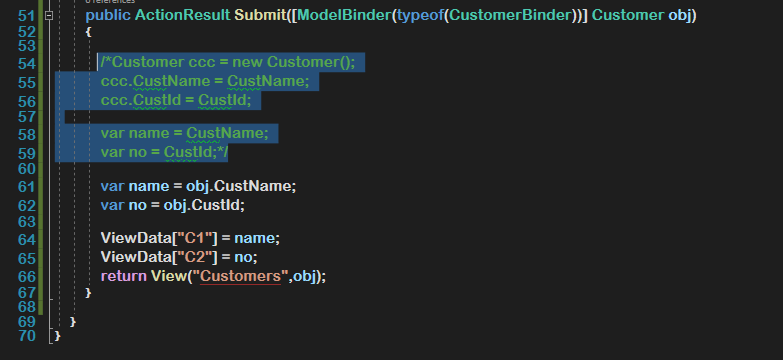 0 references
51 public ActionResult Submit([ModelBinder(typeof(CustomerBinder))] Customer obj)
52 {
53
54 /*Customer ccc = new Customer();
55 ccc.CustName = CustName;
56 ccc.CustId = CustId;
57
58 var name = CustName;
59 var no = CustId;*/
60
61 var name = obj.CustName;
62 var no = obj.CustId;
63
64 ViewData["C1"] = name;
65 ViewData["C2"] = no;
66 return View("Customers",obj);
67 }
68
69 }
70 }